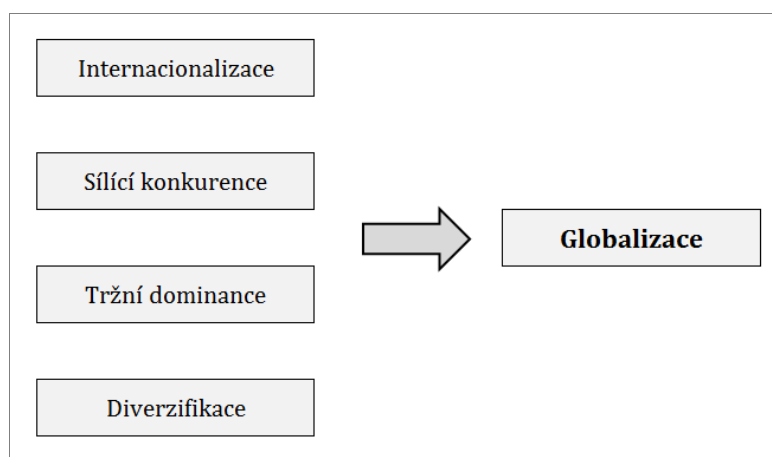 Internacionalizace
Sílící konkurence
Globalizace
Tržní dominance
Diverzifikace